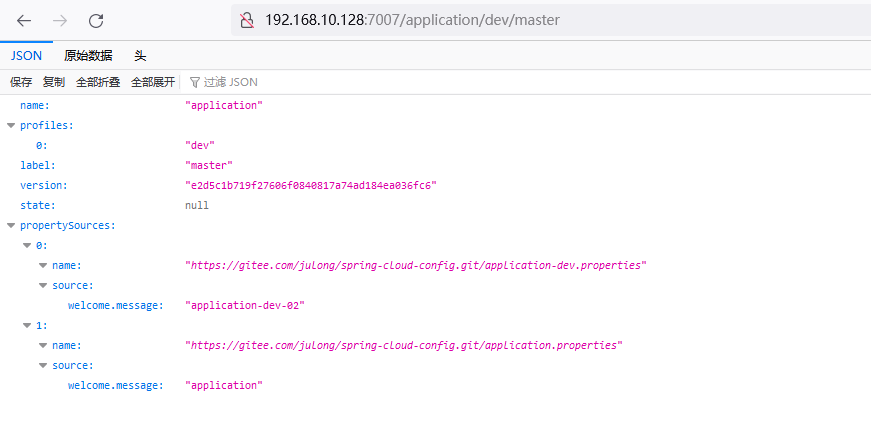 192.168.10.128:7007/application/dev/master
JSON 原始数据 头
保存 复制 全部折叠 全部展开 过滤 JSON
name: "application"
profiles:
0: "dev"
label: "master"
version: "e2d5c1b719f27606f0840817a74ad184ea036fc6"
state: null
propertySources:
0:
name: "https://gitee.com/julong/spring-cloud-config.git/application-dev.properties"
source:
welcome.message: "application-dev-02"
1:
name: "https://gitee.com/julong/spring-cloud-config.git/application.properties"
source:
welcome.message: "application"